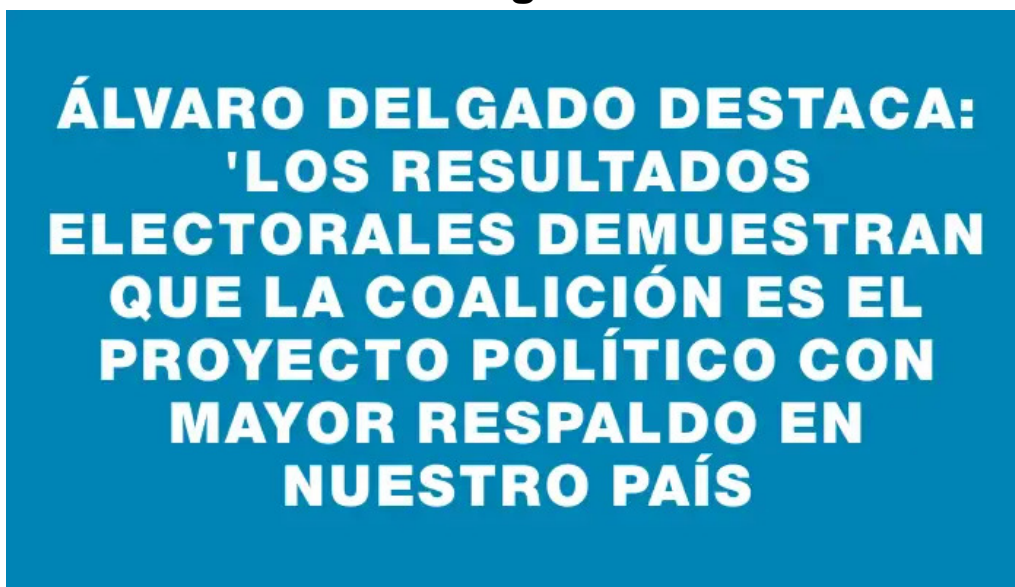 ÁLVARO DELGADO DESTACA:
'LOS RESULTADOS
ELECTORALES DEMUESTRAN
QUE LA COALICIÓN ES EL
PROYECTO POLÍTICO CON
MAYOR RESPALDO EN
NUESTRO PAÍS